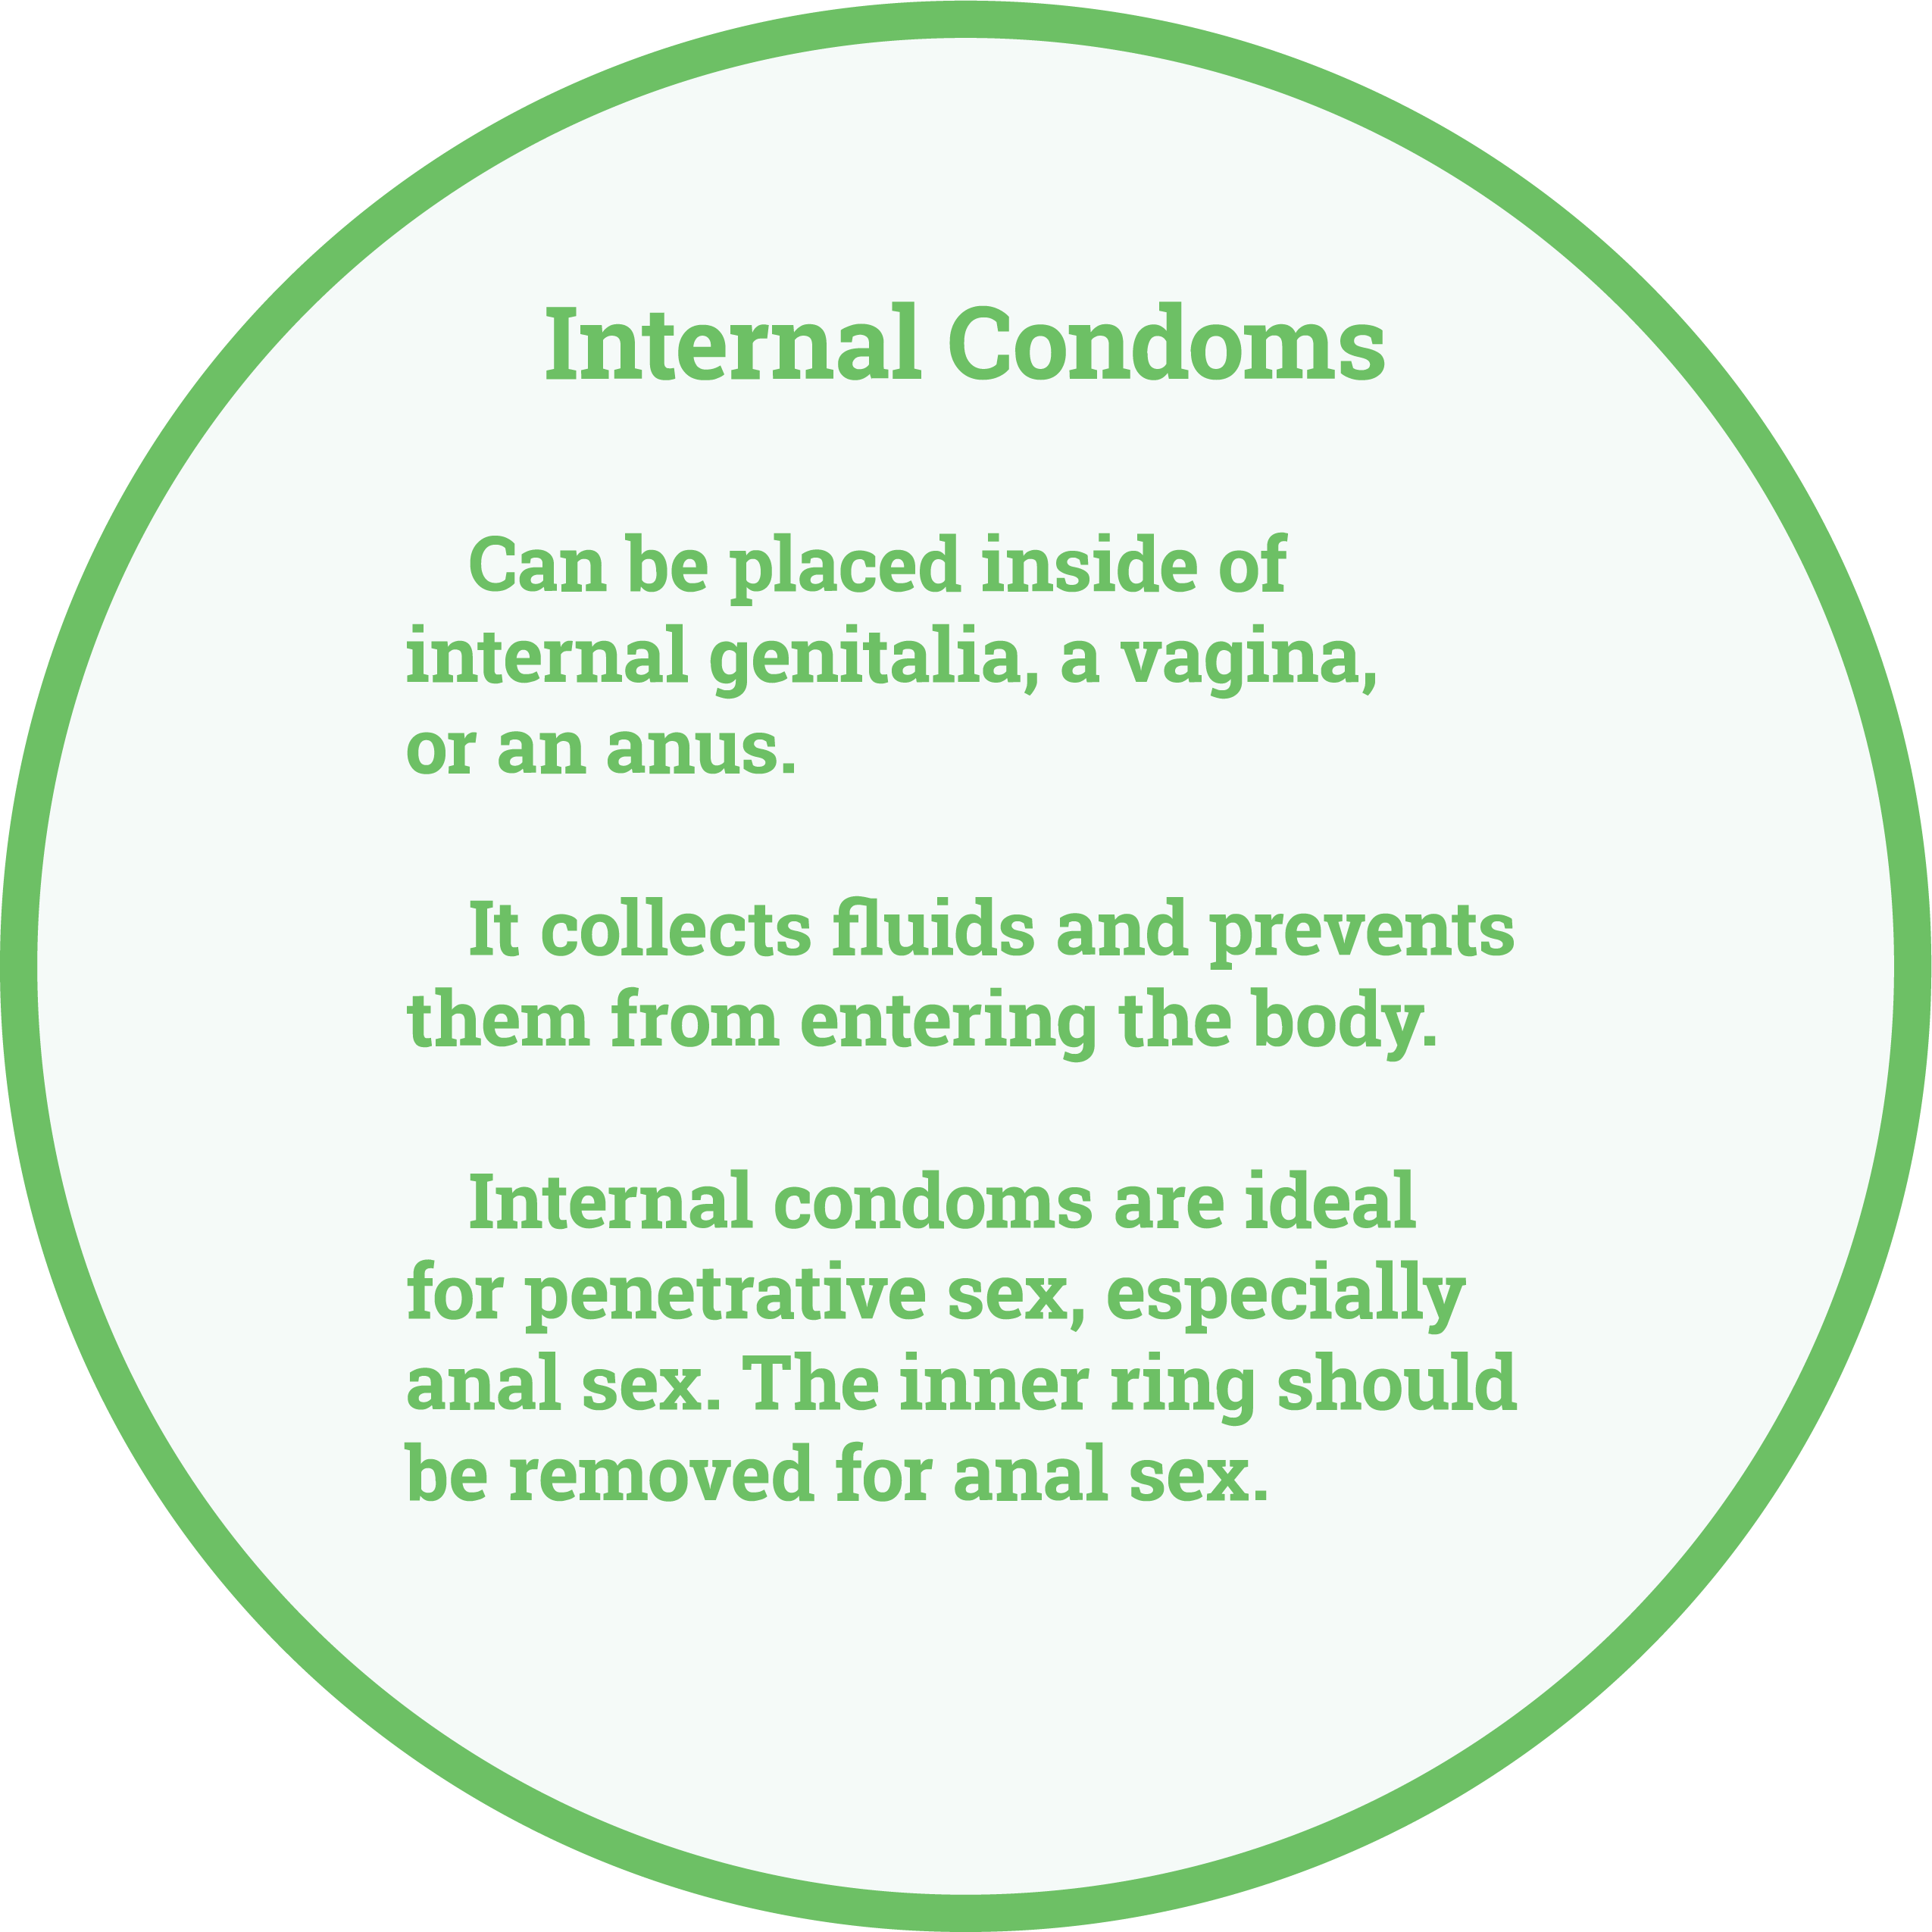 Internal Condoms
Can be placed inside of
internal genitalia, a vagina,
or an anus.
It collects fluids and prevents
them from entering the body.
Internal condoms are ideal
for penetrative sex, especially
anal sex. The inner ring should
be removed for anal sex.